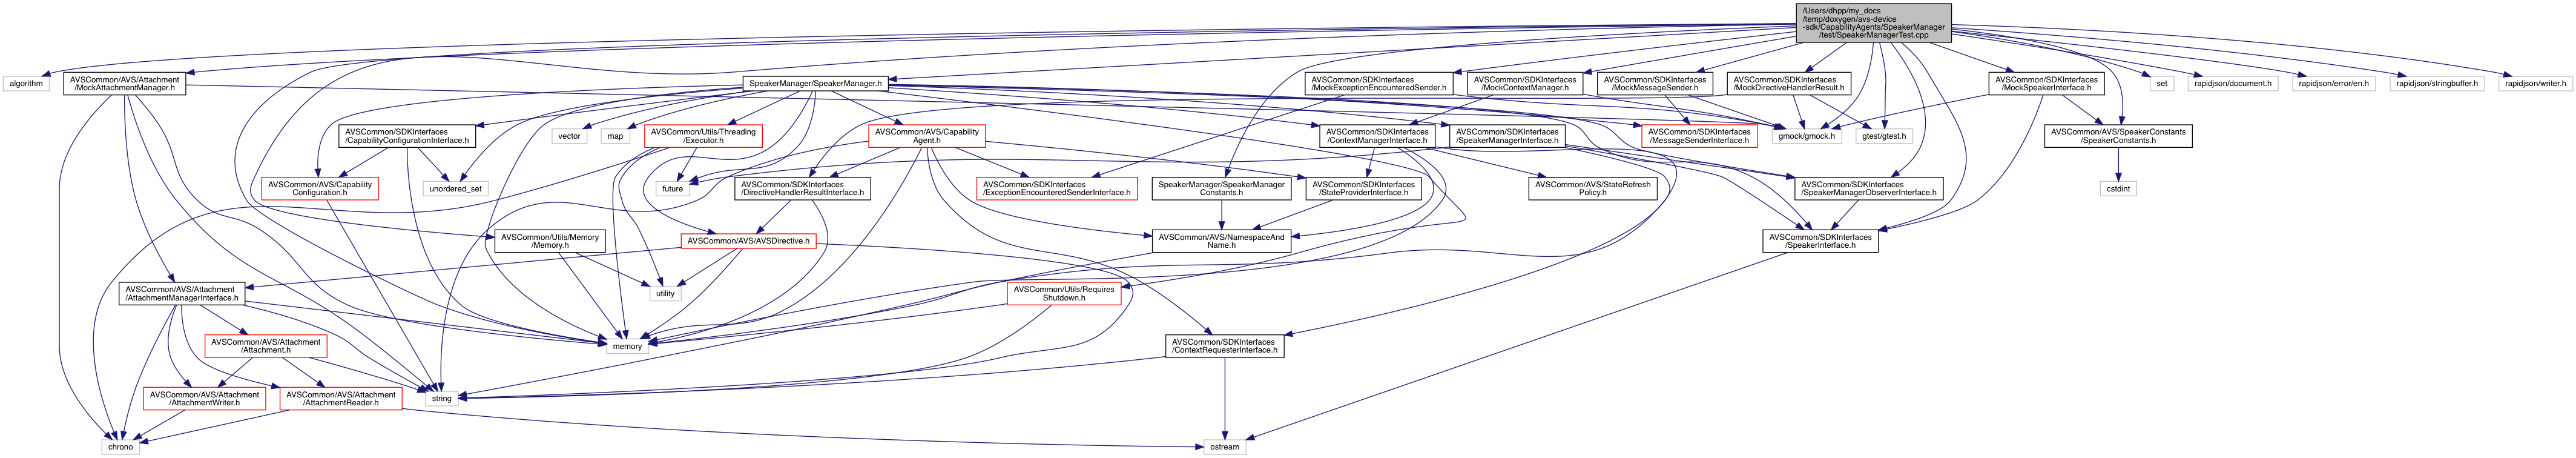 /Users/dhpp/my_docs
/temp/doxygen/avs-device
-sdk/CapabilityAgents/SpeakerManager
/test/SpeakerManagerTest.cpp
algorithm
AVSCommon/AVS/Attachment
/MockAttachmentManager.h
SpeakerManager/SpeakerManager.h
AVSCommon/SDKInterfaces
/MockExceptionEncounteredSender.h
AVSCommon/SDKInterfaces
/MockContextManager.h
AVSCommon/SDKInterfaces
/MockMessageSender.h
AVSCommon/SDKInterfaces
/MockDirectiveHandlerResult.h
AVSCommon/SDKInterfaces
/MockSpeakerInterface.h
set
rapidjson/document.h
rapidjson/error/en.h
rapidjson/stringbuffer.h
rapidjson/writer.h
AVSCommon/SDKInterfaces
/CapabilityConfigurationInterface.h
vector
map
AVSCommon/Utils/Threading
/Executor.h
AVSCommon/AVS/Capability
Agent.h
AVSCommon/SDKInterfaces
/ContextManagerInterface.h
AVSCommon/SDKInterfaces
/SpeakerManagerInterface.h
AVSCommon/SDKInterfaces
/MessageSenderInterface.h
gmock/gmock.h
gtest/gtest.h
AVSCommon/AVS/SpeakerConstants
/SpeakerConstants.h
AVSCommon/AVS/Capability
Configuration.h
unordered_set
future
AVSCommon/SDKInterfaces
/DirectiveHandlerResultInterface.h
AVSCommon/SDKInterfaces
/ExceptionEncounteredSenderInterface.h
SpeakerManager/SpeakerManager
Constants.h
AVSCommon/SDKInterfaces
/StateProviderInterface.h
AVSCommon/AVS/StateRefresh
Policy.h
AVSCommon/SDKInterfaces
/SpeakerManagerObserverInterface.h
cstdint
AVSCommon/Utils/Memory
/Memory.h
AVSCommon/AVS/AVSDirective.h
AVSCommon/AVS/NamespaceAnd
Name.h
AVSCommon/SDKInterfaces
/SpeakerInterface.h
AVSCommon/AVS/Attachment
/AttachmentManagerInterface.h
utility
AVSCommon/Utils/Requires
Shutdown.h
AVSCommon/AVS/Attachment
/Attachment.h
memory
AVSCommon/SDKInterfaces
/ContextRequesterInterface.h
AVSCommon/AVS/Attachment
/AttachmentWriter.h
AVSCommon/AVS/Attachment
/AttachmentReader.h
string
chrono
ostream